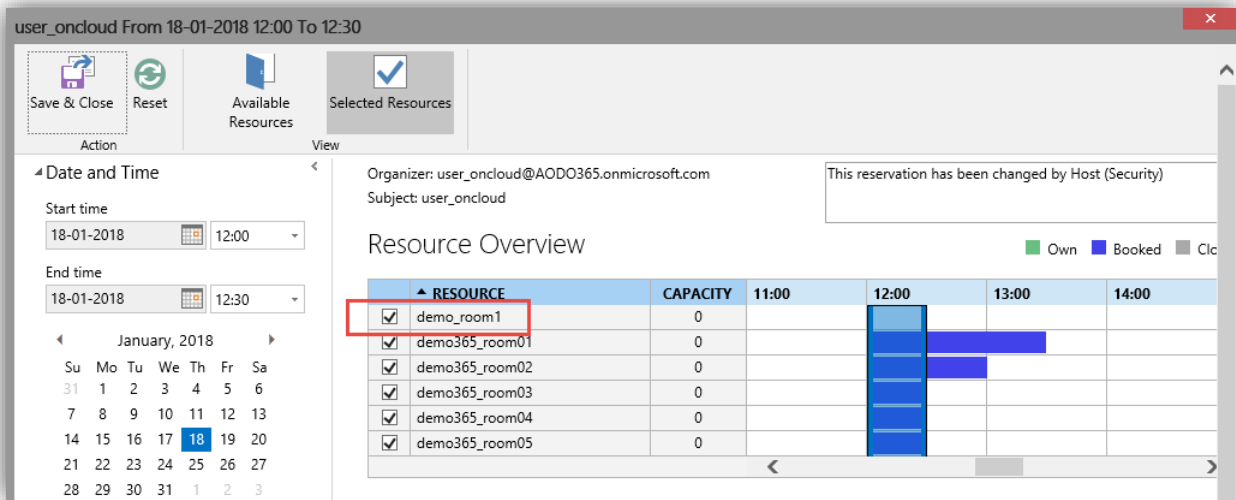 user_oncloud From 18-01-2018 12:00 To 12:30
Save & Close
Reset
Available Resources
Selected Resources
Action
View
Date and Time
Start time
18-01-2018 12:00
End time
18-01-2018 12:30
January, 2018
Su Mo Tu We Th Fr Sa
31 1 2 3 4 5 6
7 8 9 10 11 12 13
14 15 16 17 18 19 20
21 22 23 24 25 26 27
28 29 30 31 1 2 3
Organizer: user_oncloud@AODO365.onmicrosoft.com
Subject: user_oncloud
This reservation has been changed by Host (Security)
Resource Overview
Own Booked Clo
RESOURCE CAPACITY 11:00 12:00 13:00 14:00
demo_room1 0
demo365_room01 0
demo365_room02 0
demo365_room03 0
demo365_room04 0
demo365_room05 0